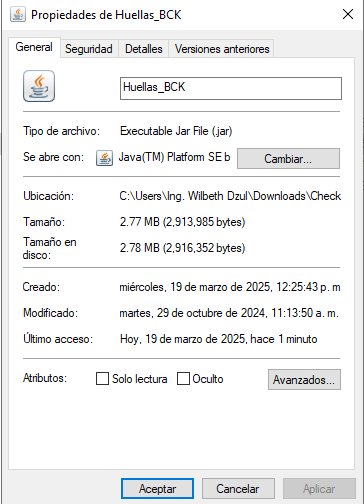 Propiedades de Huellas_BCK
General Seguridad Detalles Versiones anteriores
Huellas_BCK
Tipo de archivo: Executable Jar File (.jar)
Se abre con: Java(TM) Platform SE b Cambiar...
Ubicación: C:\Users\Ing. Wilbeth Dzul\Downloads\Check
Tamaño: 2.77 MB (2,913,985 bytes)
Tamaño en
disco: 2.78 MB (2,916,352 bytes)
Creado: miércoles, 19 de marzo de 2025, 12:25:43 p. m
Modificado: martes, 29 de octubre de 2024, 11:13:50 a. m.
Último acceso: Hoy, 19 de marzo de 2025, hace 1 minuto
Atributos: Solo lectura Oculto Avanzados...
Aceptar Cancelar Aplicar